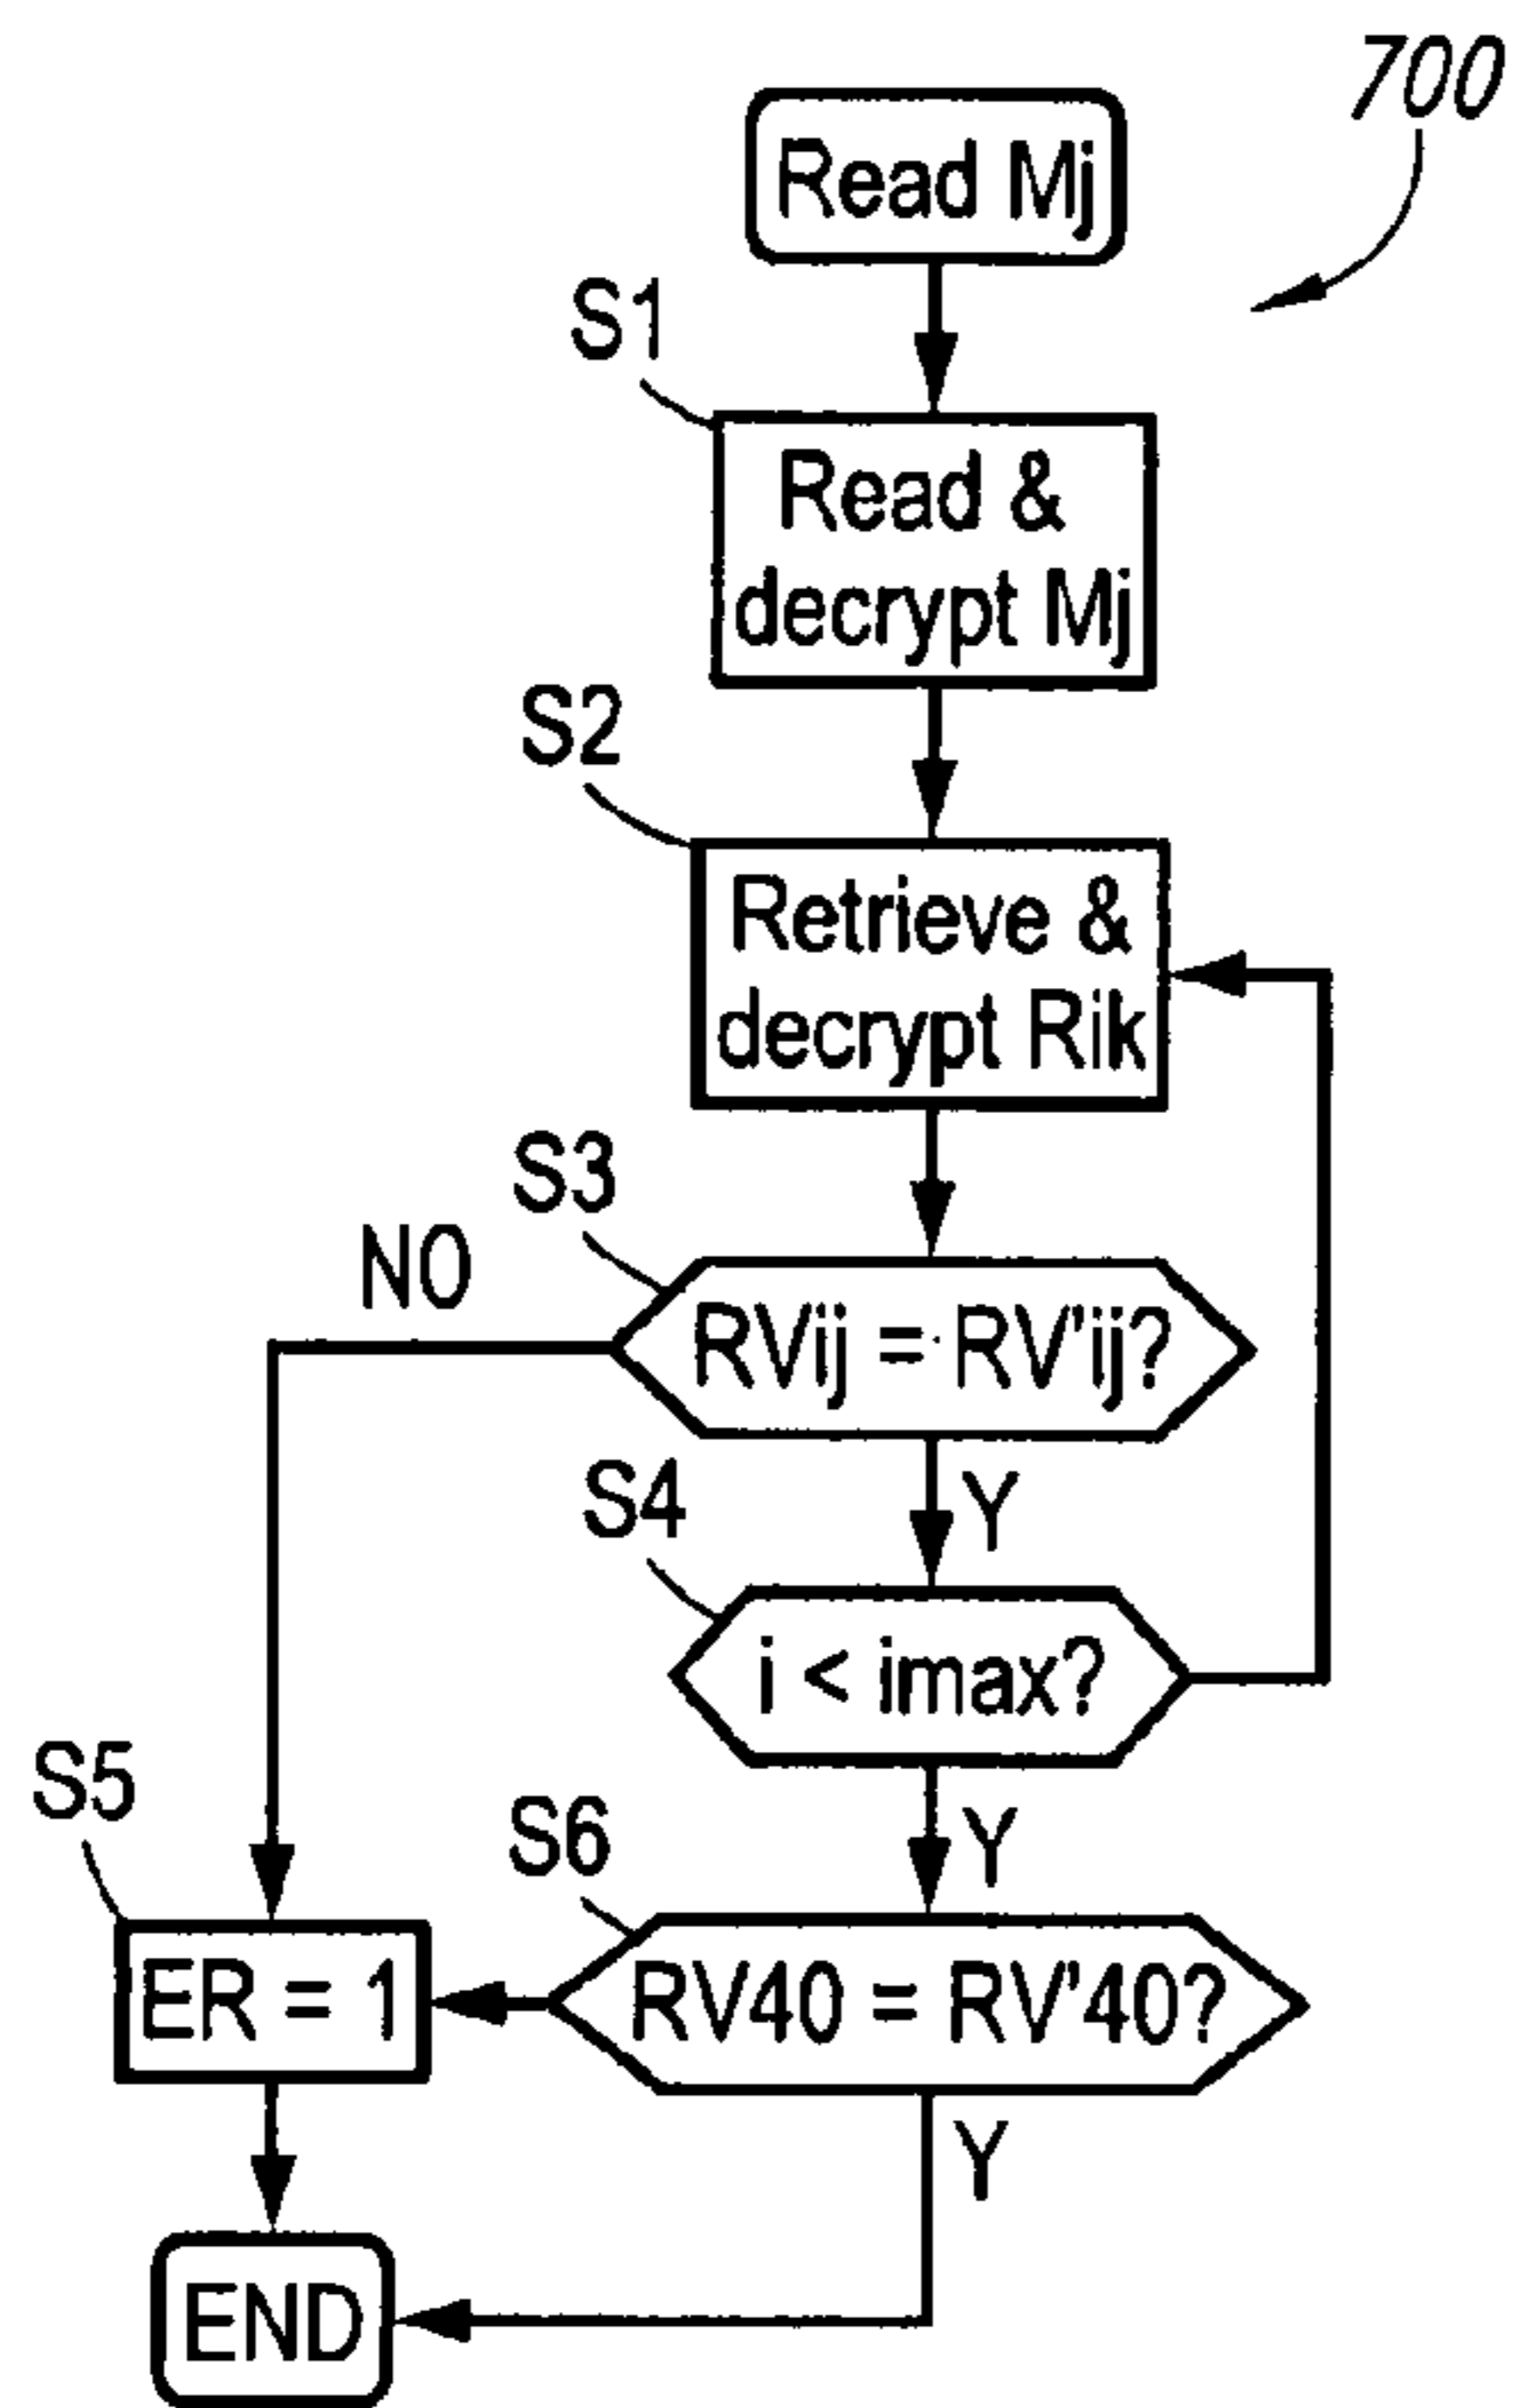 700
Read Mj
S1
Read &
decrypt Mj
S2
Retrieve &
decrypt Rik
S3
NO
RVij = RV'ij?
S4
Y
i < imax?
S5
S6
Y
ER = 1
RV40 = RV'40?
Y
END